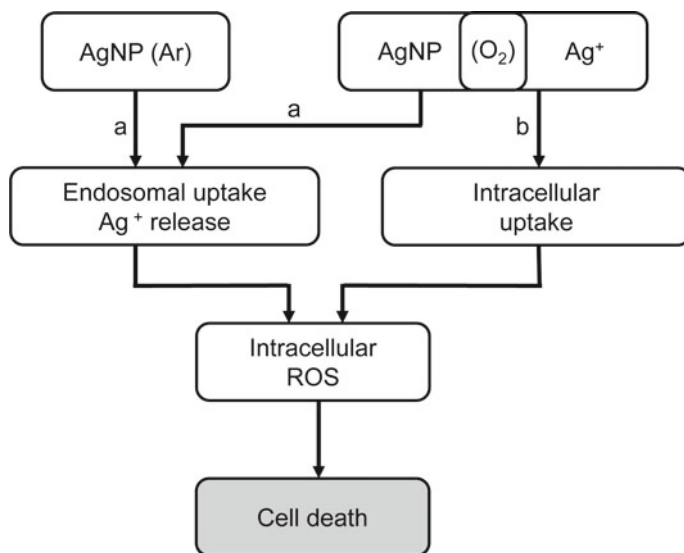 AgNP (Ar)
AgNP (O₂) Ag⁺
a
a
b
Endosomal uptake
Ag⁺ release
Intracellular
uptake
Intracellular
ROS
Cell death